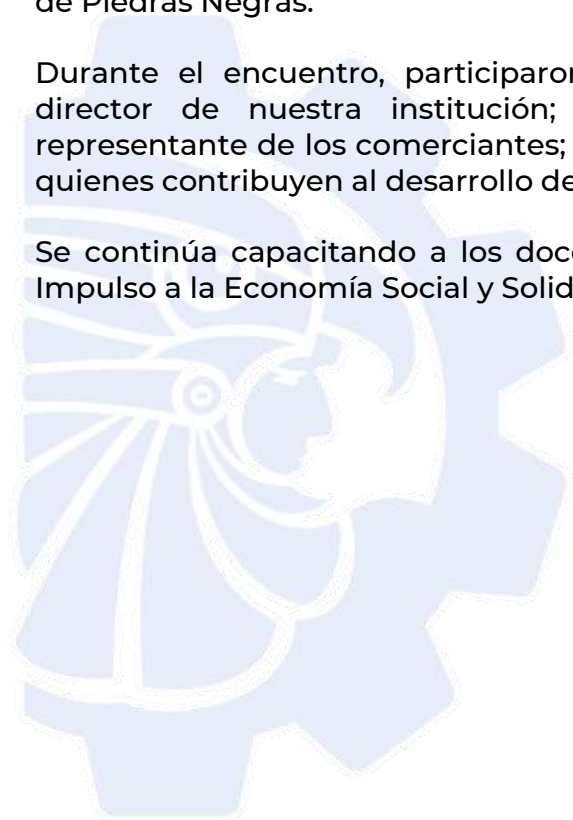 de Piedras Negras.
Durante el encuentro, participaron
director de nuestra institución;
representante de los comerciantes;
quienes contribuyen al desarrollo de
Se continúa capacitando a los
Impulso a la Economía Social y